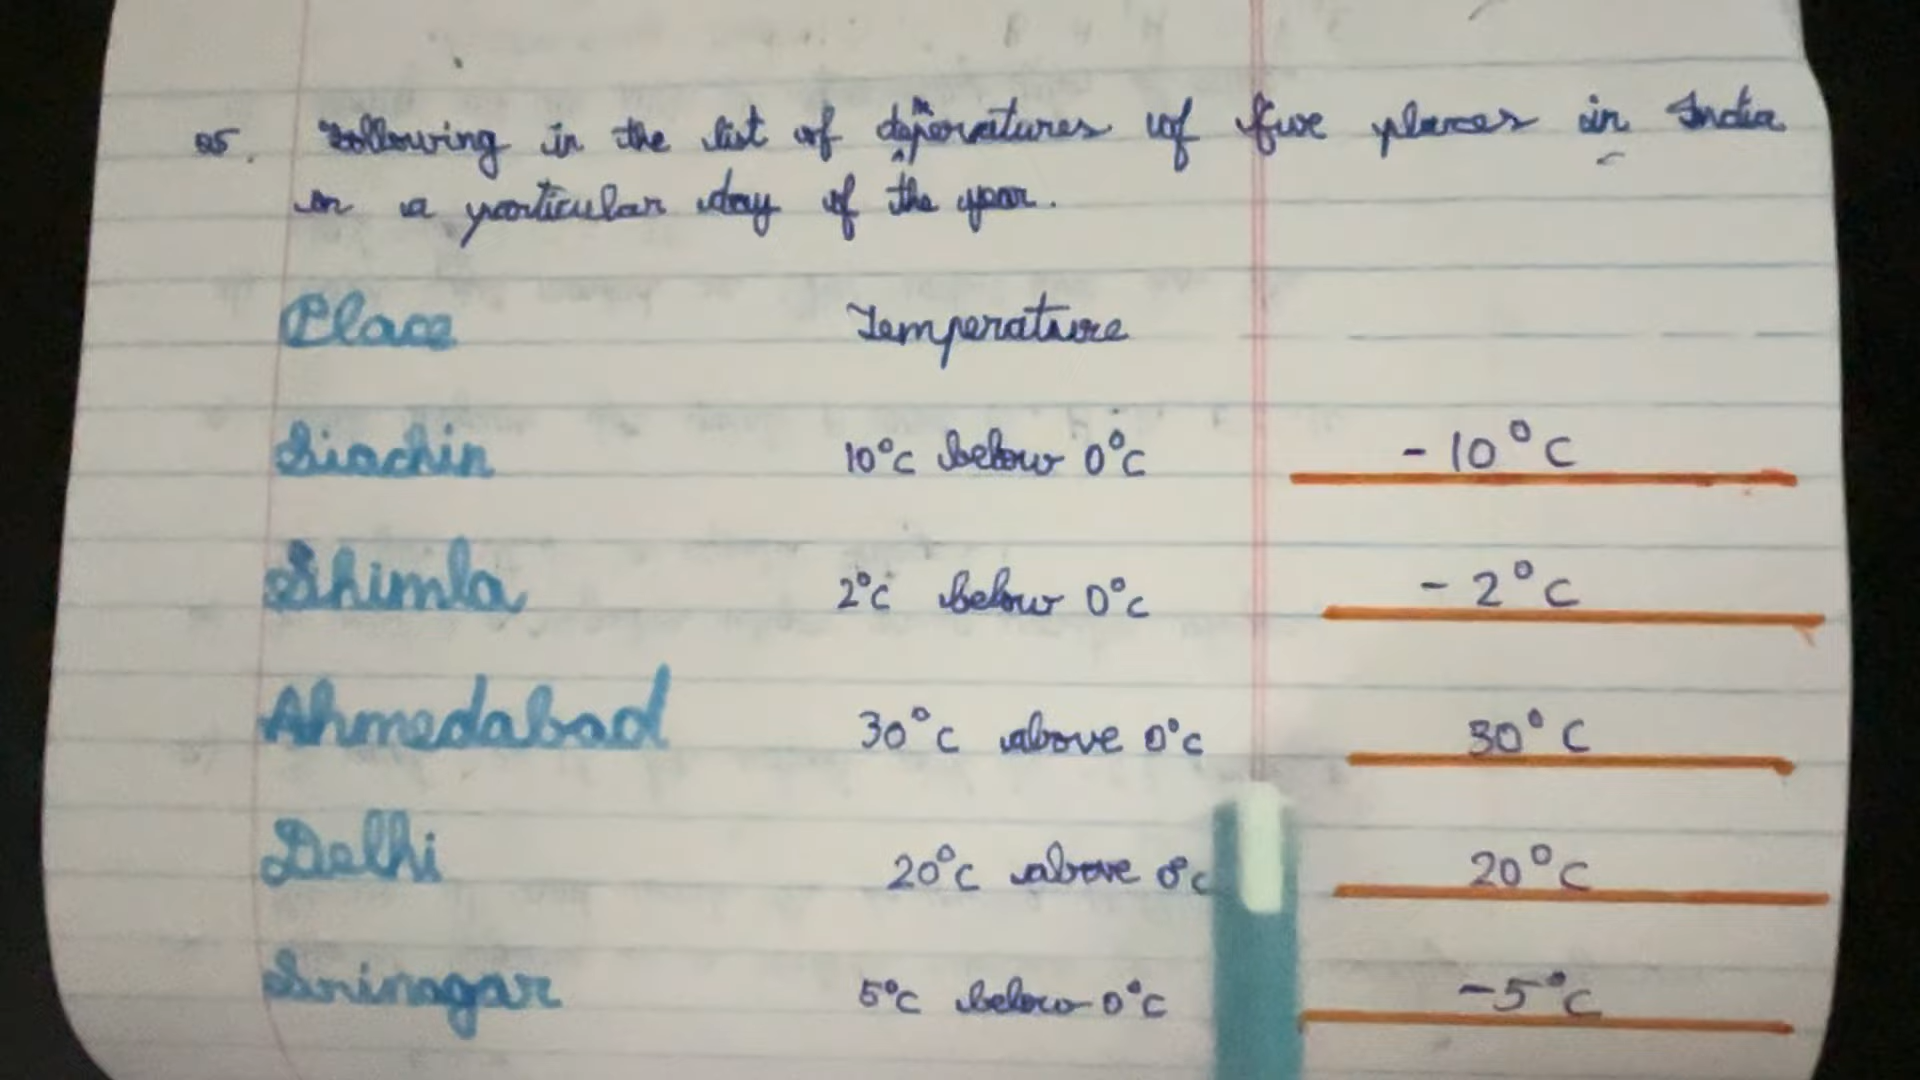 Q5. Following in the list of temperatures of five places in India
on a particular day of the year.
Place Temperature
Siachin 10°C below 0°C - 10°C
Shimla 2°C below 0°C - 2°C
Ahmedabad 30°C above 0°C 30°C
Delhi 20°C above 0°C 20°C
Srinagar 5°C below 0°C -5°C